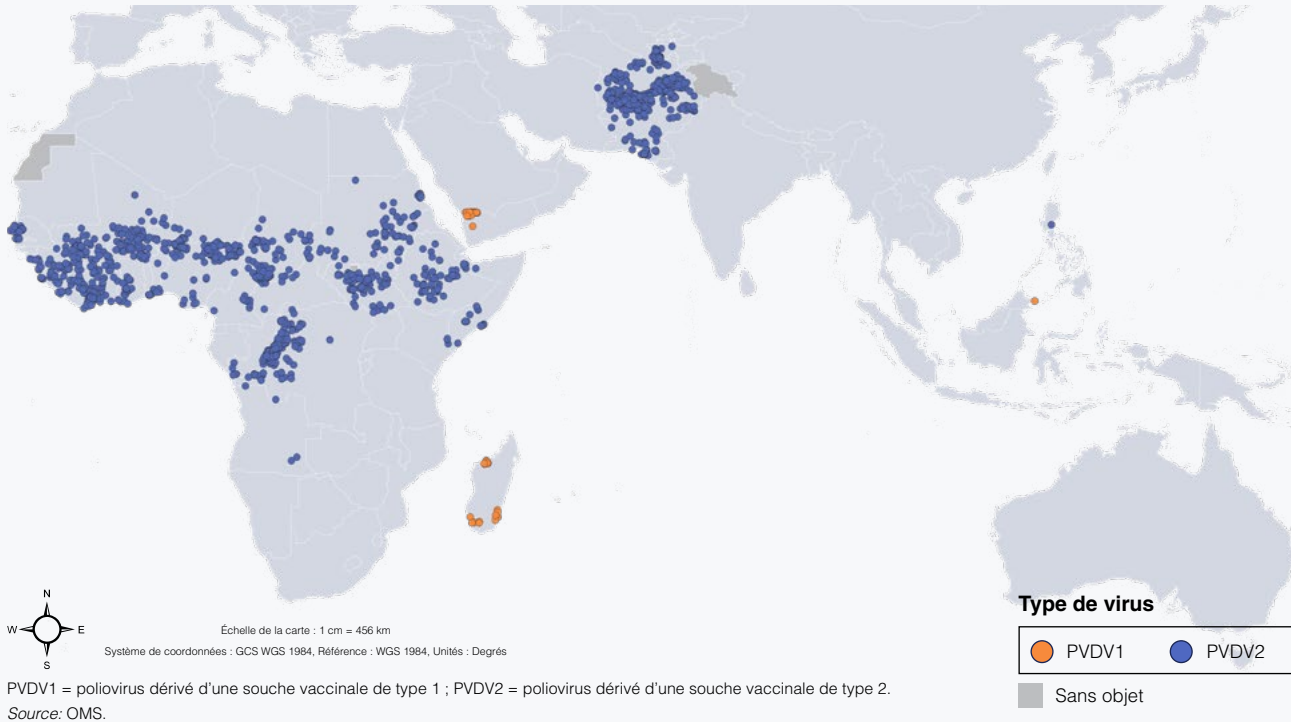 N
W E
S
Échelle de la carte : 1 cm = 456 km
Système de coordonnées : GCS WGS 1984, Référence : WGS 1984, Unités : Degrés
Type de virus
PVDV1 PVDV2
Sans objet
PVDV1 = poliovirus dérivé d’une souche vaccinale de type 1 ; PVDV2 = poliovirus dérivé d’une souche vaccinale de type 2.
Source: OMS.